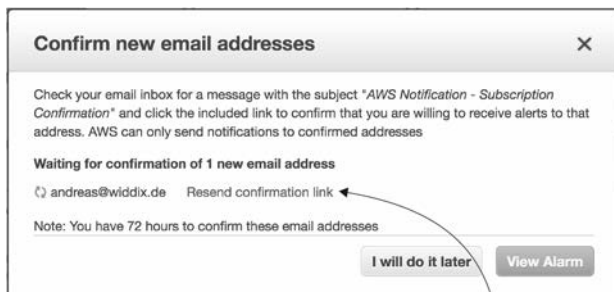 Confirm new email addresses
Check your email inbox for a message with the subject "AWS Notification - Subscription
Confirmation" and click the included link to confirm that you are willing to receive alerts to that
address. AWS can only send notifications to confirmed addresses
Waiting for confirmation of 1 new email address
andreas@widdix.de Resend confirmation link
Note: You have 72 hours to confirm these email addresses
I will do it later View Alarm